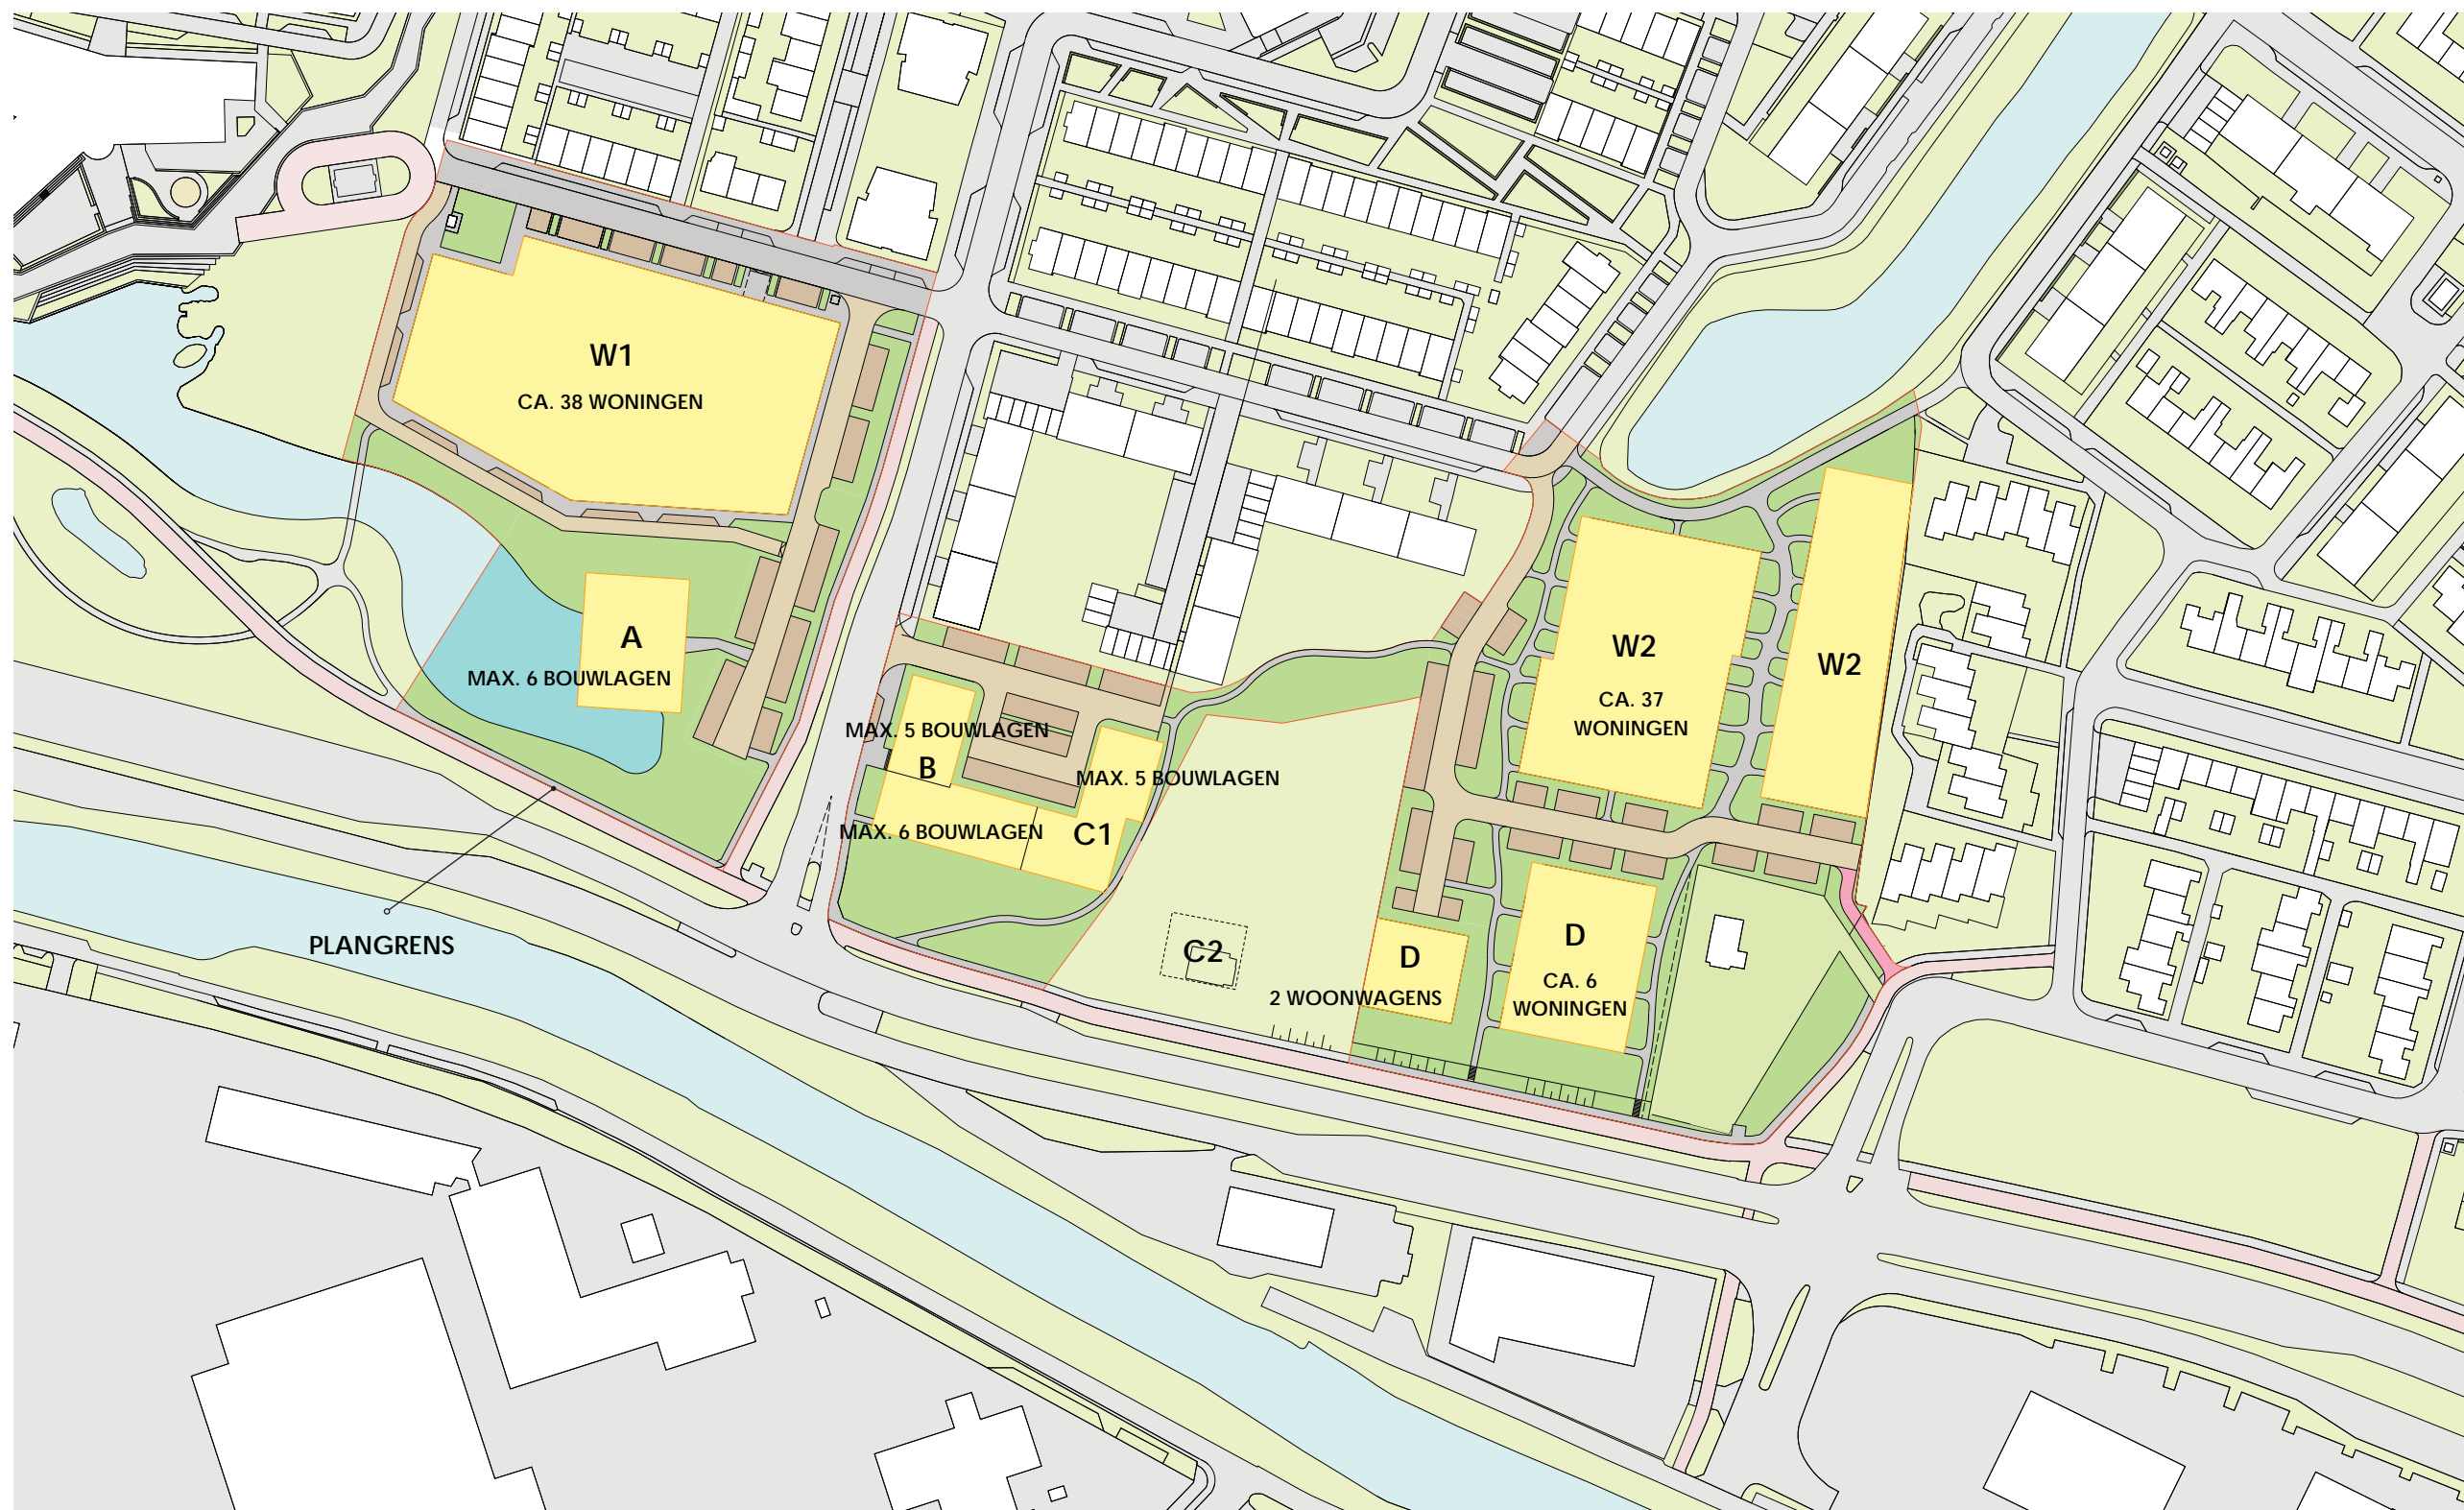 W1
CA. 38 WONINGEN
A
MAX. 6 BOUWLAGEN
PLANGRENS
MAX. 5 BOUWLAGEN
B
MAX. 5 BOUWLAGEN
MAX. 6 BOUWLAGEN
C1
C2
W2
CA. 37
WONINGEN
W2
D
2 WOONWAGENS
D
CA. 6
WONINGEN